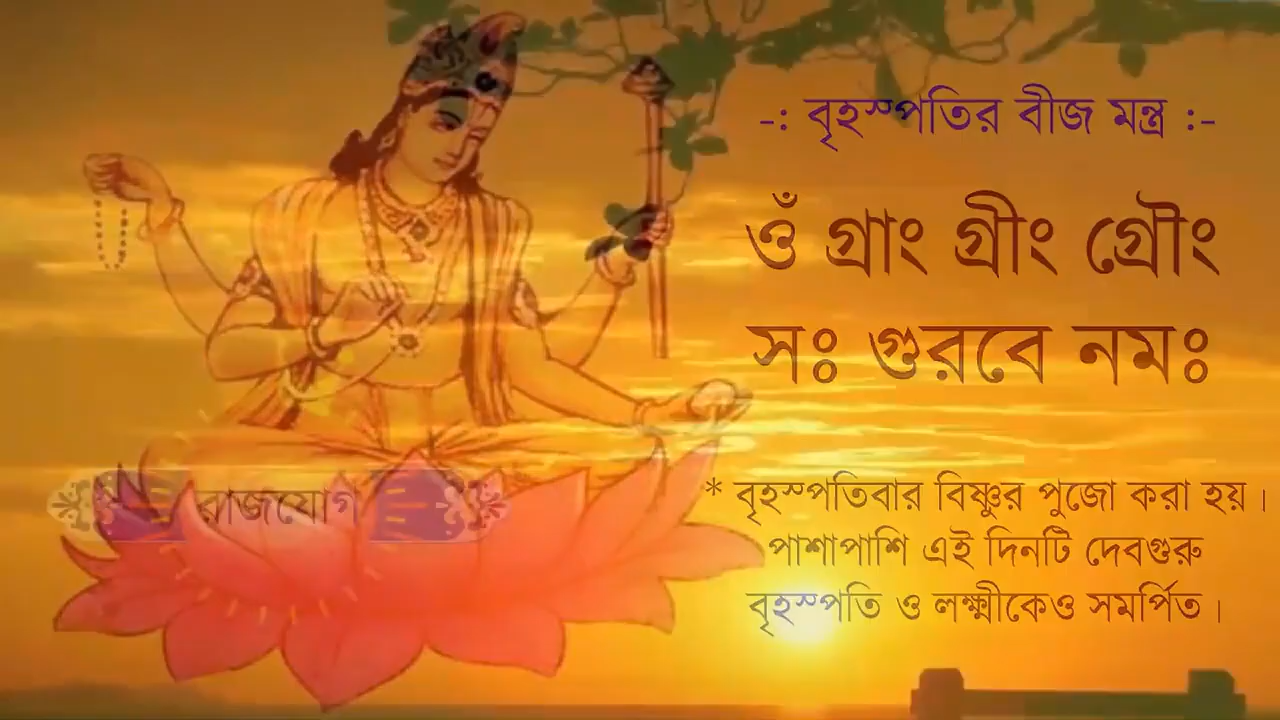 -: বৃহস্পতির বীজ মন্ত্র :-
ওঁ গ্রাং গ্রীং গ্রৌং
সঃ গুরবে নমঃ
* বৃহস্পতিবার বিষ্ণুর পুজো করা হয়।
পাশাপাশি এই দিনটি দেবগুরু
বৃহস্পতি ও লক্ষ্মীকেও সমর্পিত।
রাজযোগ